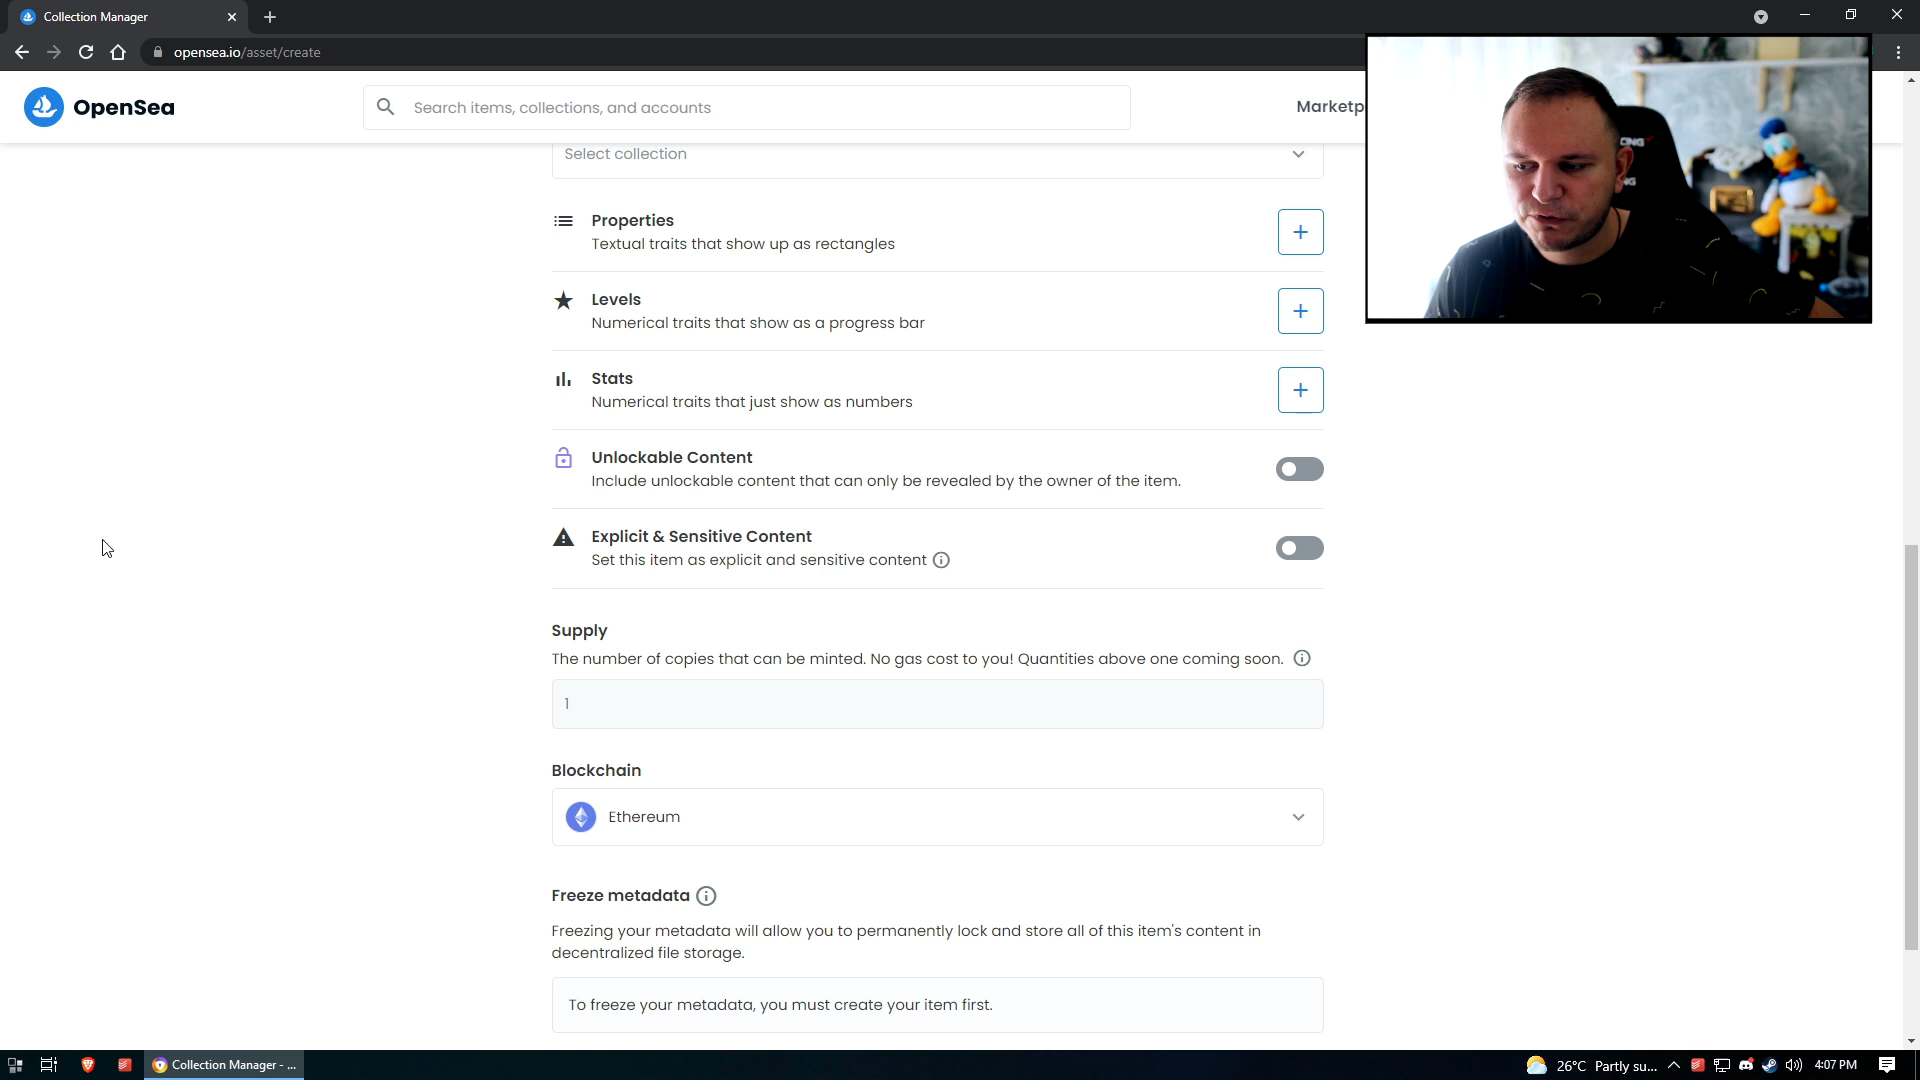 Collection Manager
opensea.io/asset/create
OpenSea
Search items, collections, and accounts
Marketp
Select collection
Properties
Textual traits that show up as rectangles
Levels
Numerical traits that show as a progress bar
Stats
Numerical traits that just show as numbers
Unlockable Content
Include unlockable content that can only be revealed by the owner of the item.
Explicit & Sensitive Content
Set this item as explicit and sensitive content
Supply
The number of copies that can be minted. No gas cost to you! Quantities above one coming soon.
1
Blockchain
Ethereum
Freeze metadata
Freezing your metadata will allow you to permanently lock and store all of this item's content in
decentralized file storage.
To freeze your metadata, you must create your item first.
Collection Manager - ...
26°C Partly su...
4:07 PM